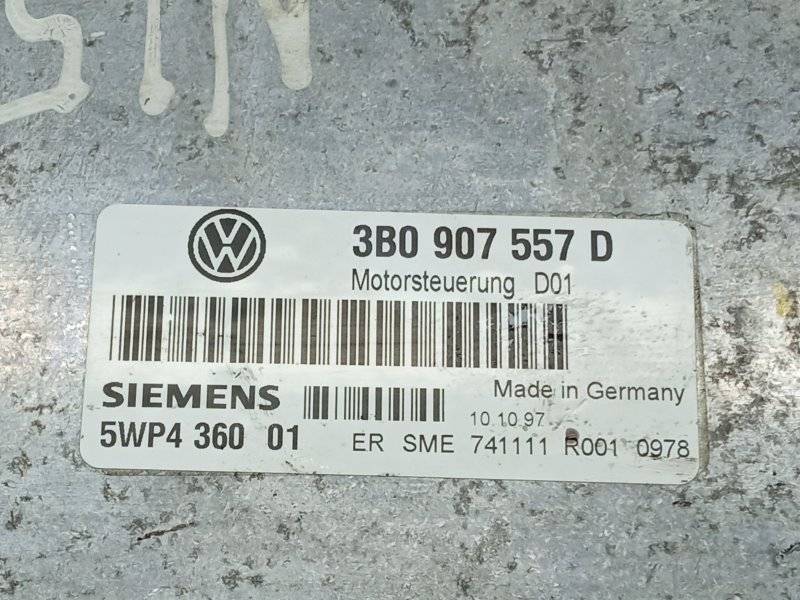 3B0 907 557 D
Motorsteuerung D01
Made in Germany
SIEMENS
10.10.97
5WP4 360 01
ER SME 741111 R001 0978